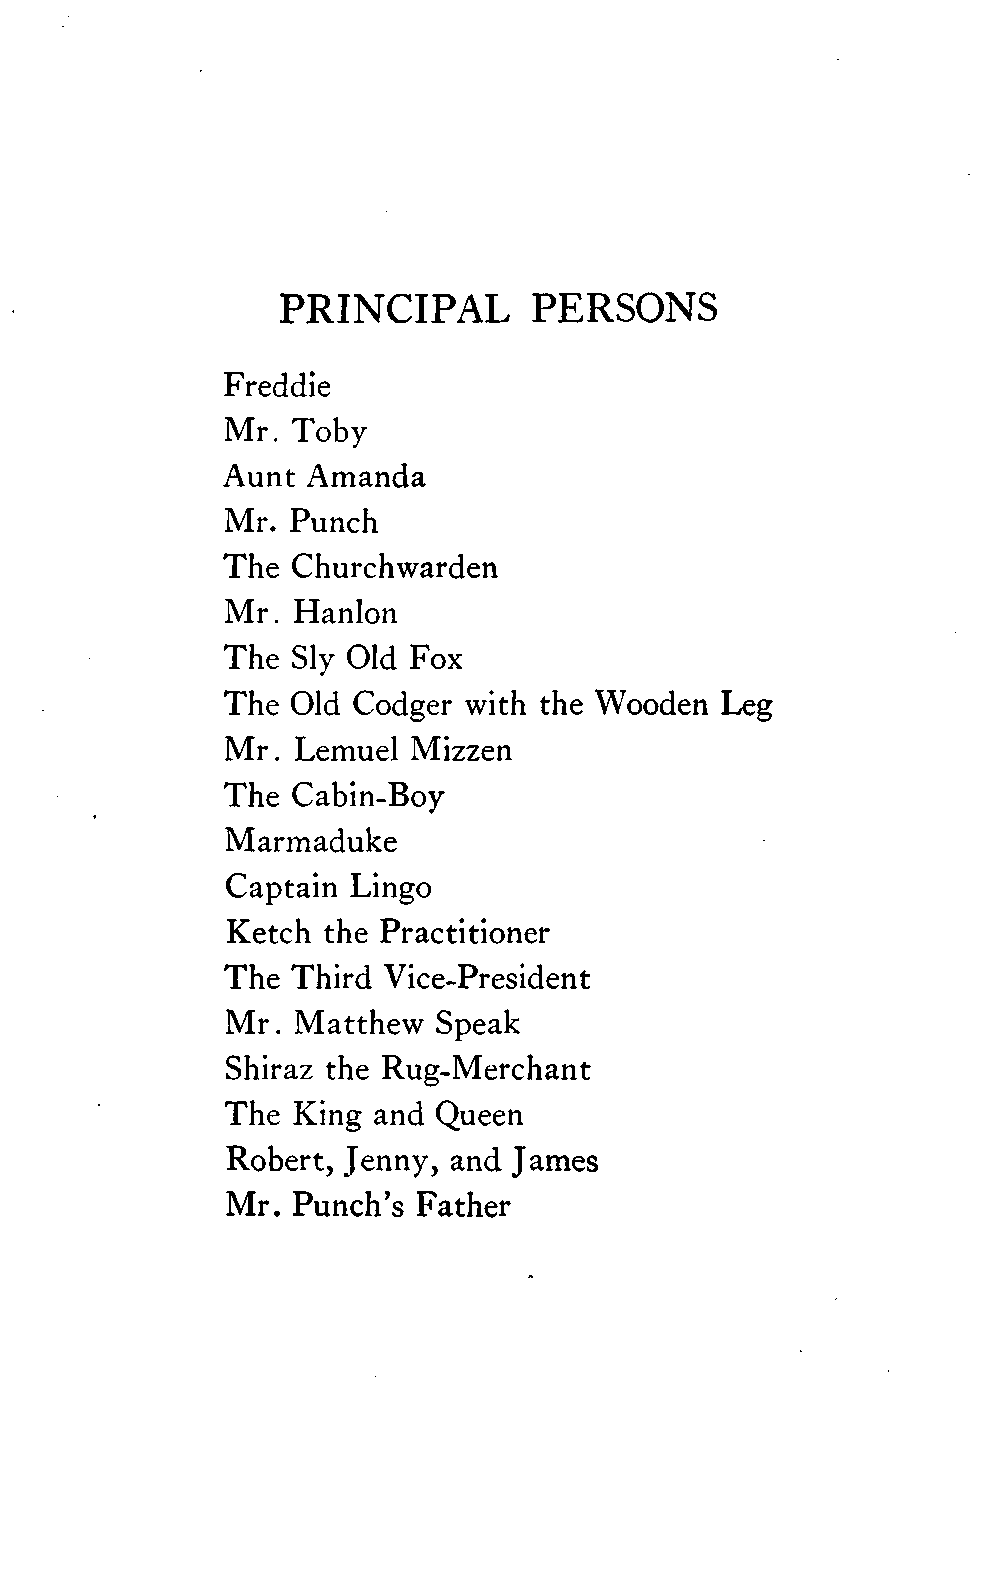 PRINCIPAL PERSONS
Freddie
Mr. Toby
Aunt Amanda
Mr. Punch
The Churchwarden
Mr. Hanlon
The Sly Old Fox
The Old Codger with the Wooden Leg
Mr. Lemuel Mizzen
The Cabin-Boy
Marmaduke
Captain Lingo
Ketch the Practitioner
The Third Vice-President
Mr. Matthew Speak
Shiraz the Rug-Merchant
The King and Queen
Robert, Jenny, and James
Mr. Punch's Father